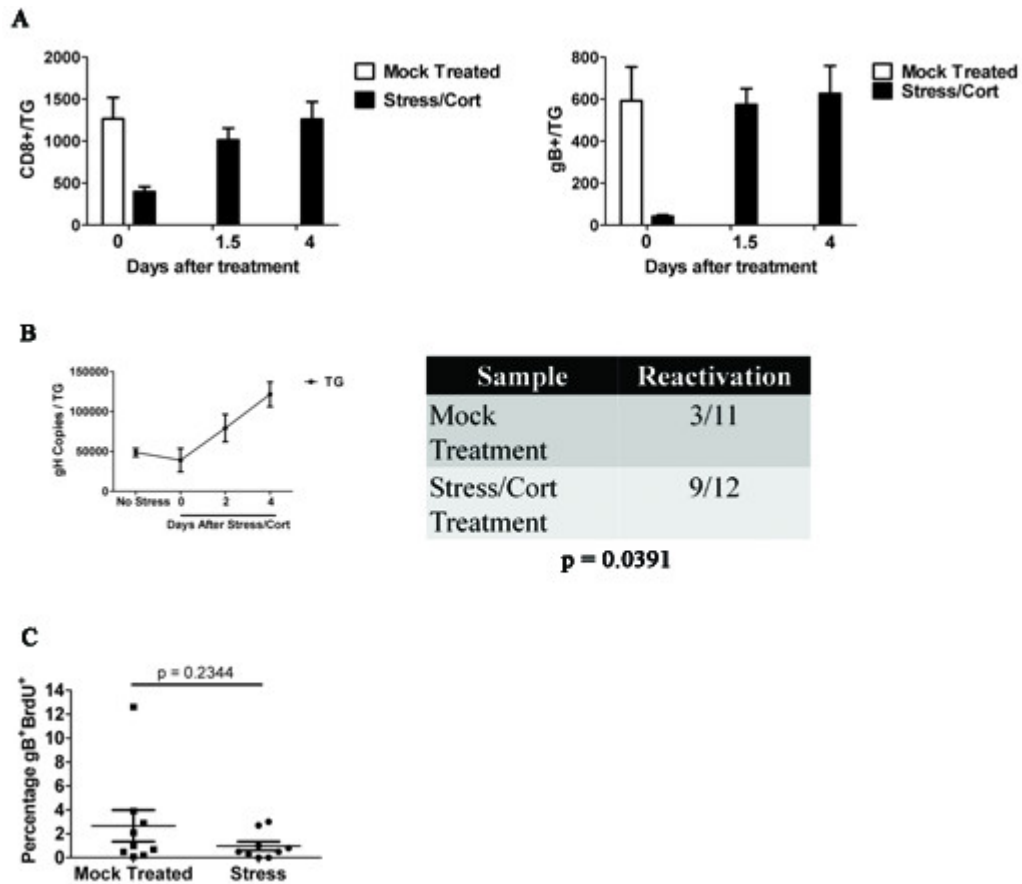 A
CD8+/TG
2000
1500
1000
500
0
0 1.5 4
Days after treatment
Mock Treated
Stress/Cort
gB+/TG
800
600
400
200
0
0 1.5 4
Days after treatment
Mock Treated
Stress/Cort
B
gH Copies / TG
150000
100000
50000
0
No Stress 0 2 4
Days After Stress/Cort
TG
Sample Reactivation
Mock 3/11
Treatment
Stress/Cort 9/12
Treatment
p = 0.0391
C
p = 0.2344
Percentage gB+BrdU+
14
12
10
8
6
4
2
0
Mock Treated Stress